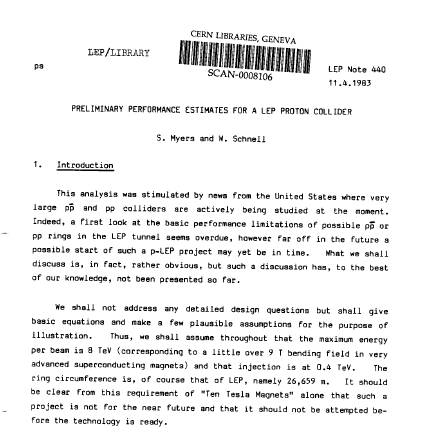 CERN LIBRARIES, GENEVA
LEP/LIBRARY
SCAN-0008106
ps
LEP Note 440
11.4.1983
PRELIMINARY PERFORMANCE ESTIMATES FOR A LEP PROTON COLLIDER
S. Myers and W. Schnell
1. Introduction
This analysis was stimulated by news from the United States where very
large pp̅ and pp colliders are actively being studied at the moment.
Indeed, a first look at the basic performance limitations of possible pp̅ or
pp rings in the LEP tunnel seems overdue, however far off in the future a
possible start of such a p-LEP project may yet be in time. What we shall
discuss is, in fact, rather obvious, but such a discussion has, to the best
of our knowledge, not been presented so far.
We shall not address any detailed design questions but shall give
basic equations and make a few plausible assumptions for the purpose of
illustration. Thus, we shall assume throughout that the maximum energy
per beam is 8 TeV (corresponding to a little over 9 T bending field in very
advanced superconducting magnets) and that injection is at 0.4 TeV. The
ring circumference is, of course that of LEP, namely 26,659 m. It should
be clear from this requirement of "Ten Tesla Magnets" alone that such a
project is not for the near future and that it should not be attempted be-
fore the technology is ready.